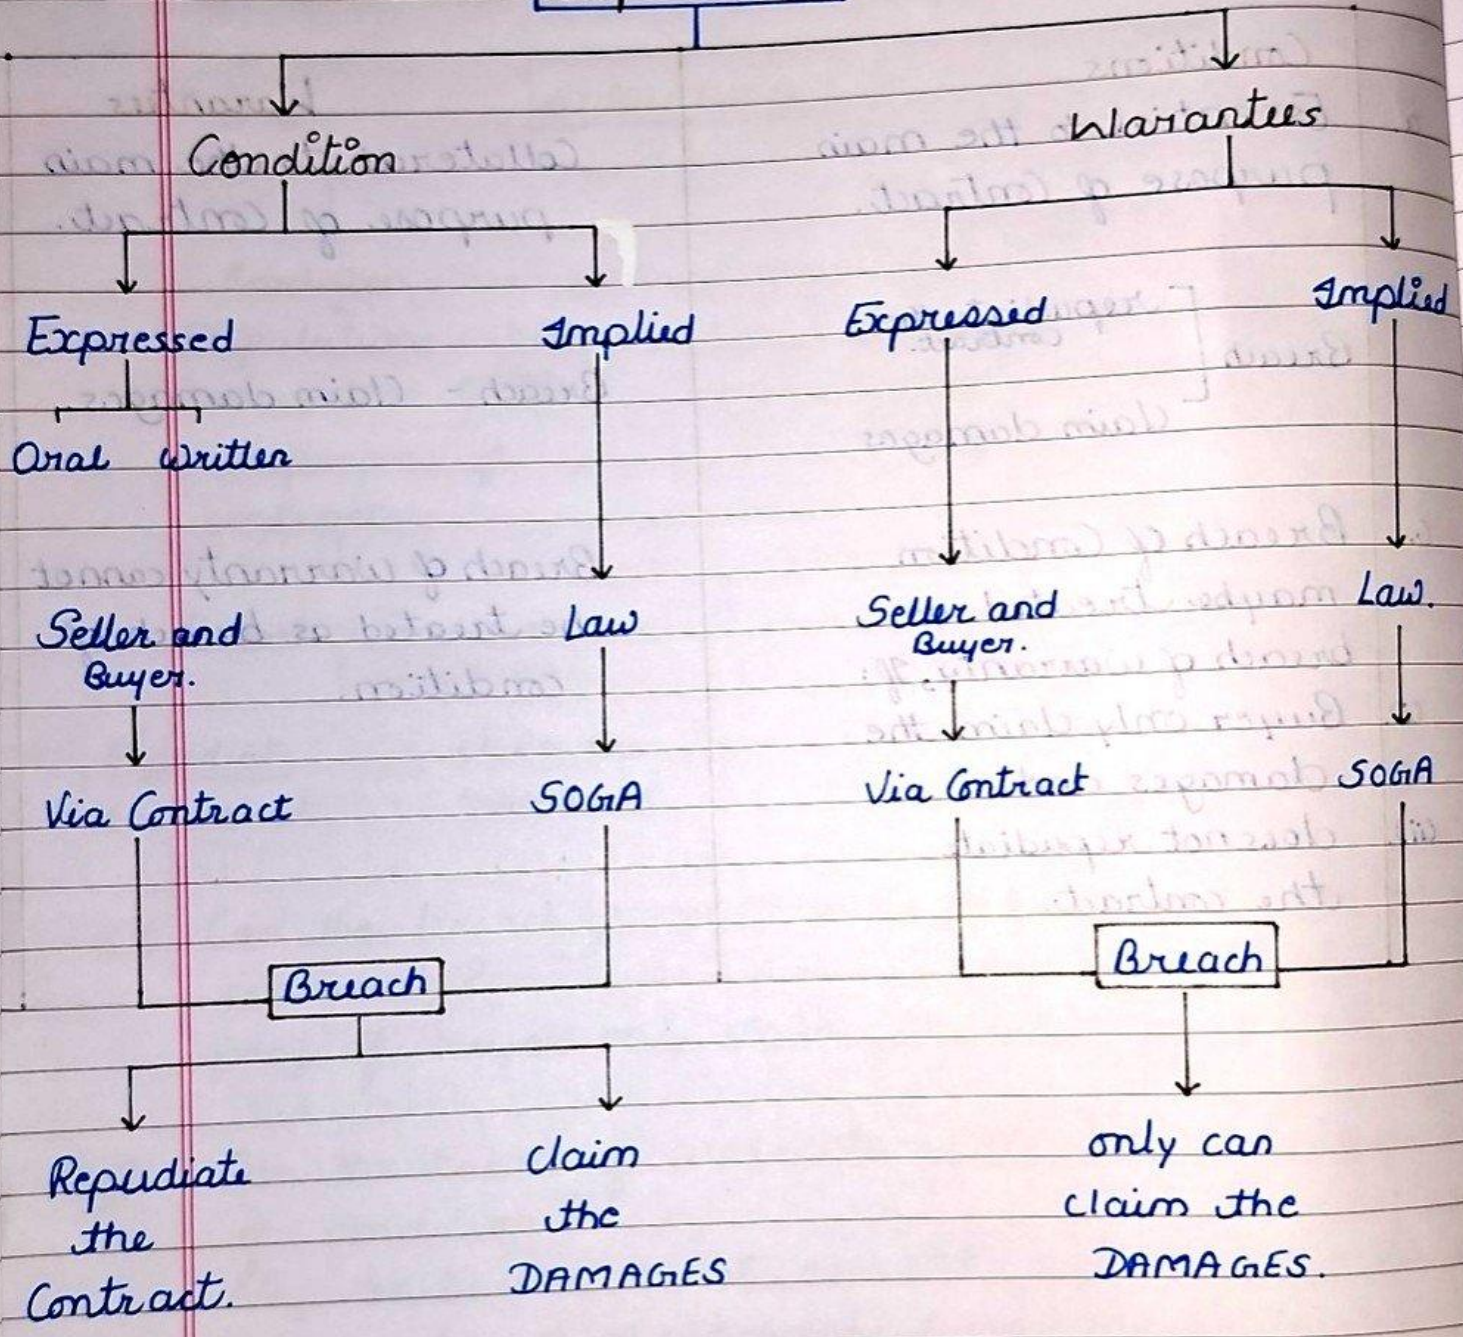 Condition
Warantees
Expressed
Implied
Expressed
Implied
Oral written
Seller and
Buyer.
Law
Seller and
Buyer.
Law.
Via Contract
SOGA
Via Contract
SOGA
Breach
Breach
Repudiate
the
Contract.
claim
the
DAMAGES
only can
claim the
DAMAGES.